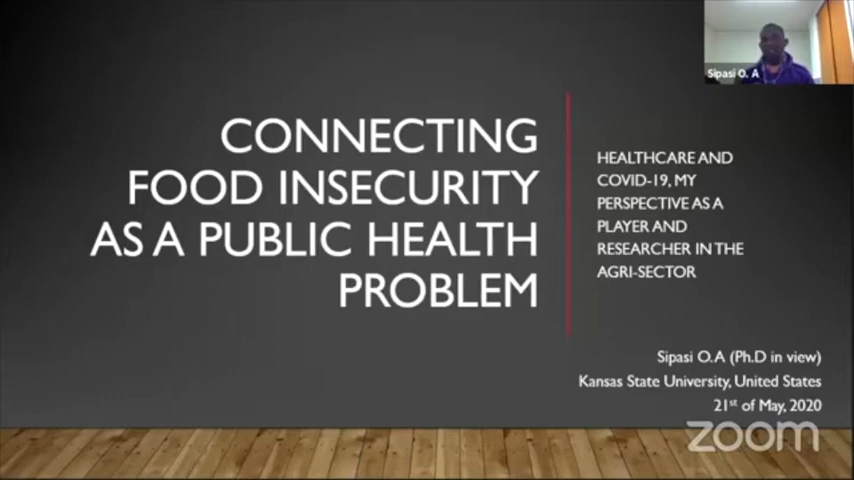 Sipasi O. A
CONNECTING
FOOD INSECURITY
AS A PUBLIC HEALTH
PROBLEM
HEALTHCARE AND
COVID-19, MY
PERSPECTIVE AS A
PLAYER AND
RESEARCHER IN THE
AGRI-SECTOR
Sipasi O.A (Ph.D in view)
Kansas State University, United States
21st of May, 2020
zoom